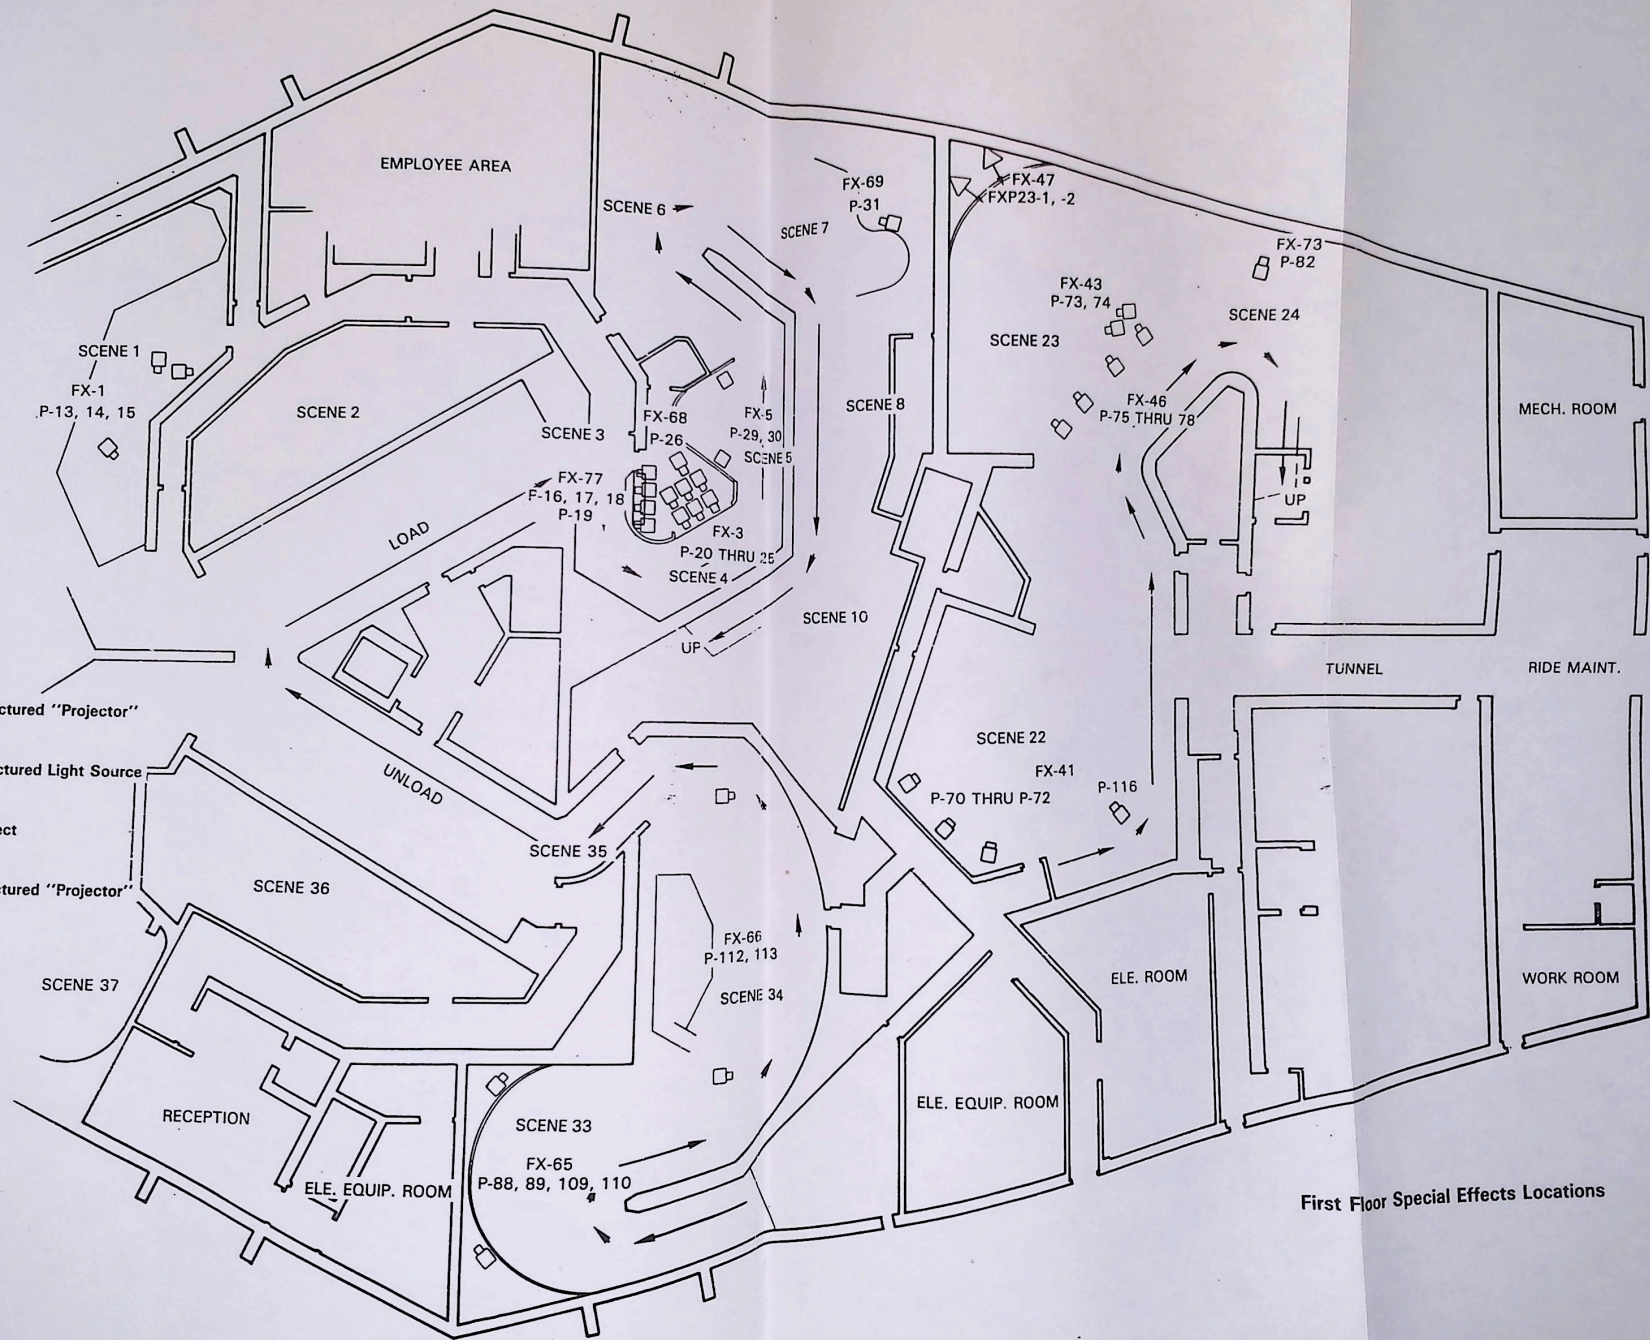 EMPLOYEE AREA
SCENE 6
FX-69
P-31
SCENE 7
FX-47
FXP23-1, -2
FX-73
P-82
FX-43
P-73, 74
SCENE 24
SCENE 23
SCENE 1
FX-1
P-13, 14, 15
SCENE 2
SCENE 3
FX-68
P-26
FX-5
P-29, 30
SCENE 5
SCENE 8
FX-46
P-75 THRU 78
MECH. ROOM
FX-77
P-16, 17, 18
P-19
UP
LOAD
FX-3
P-20 THRU 25
SCENE 4
SCENE 10
UP
TUNNEL
RIDE MAINT.
ctured "Projector"
SCENE 22
ctured Light Source
UNLOAD
FX-41
P-70 THRU P-72
P-116
ect
SCENE 35
ctured "Projector"
SCENE 36
FX-66
P-112, 113
SCENE 37
SCENE 34
ELE. ROOM
WORK ROOM
RECEPTION
SCENE 33
ELE. EQUIP. ROOM
FX-65
P-88, 89, 109, 110
ELE. EQUIP. ROOM
First Floor Special Effects Locations